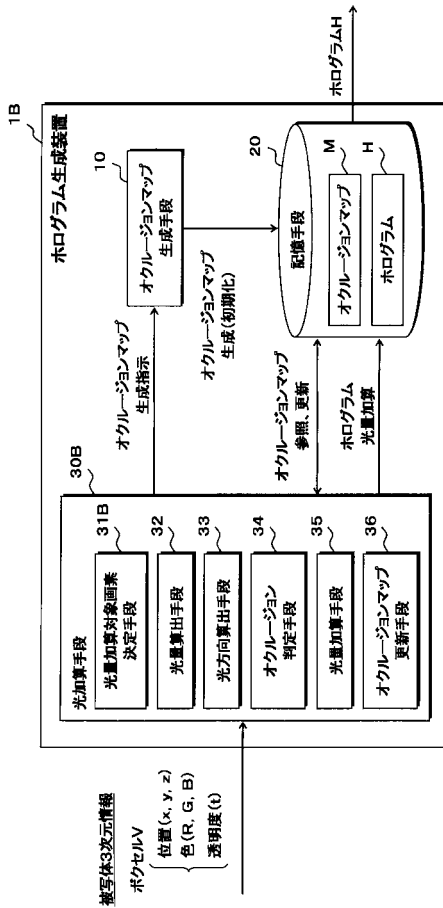 1B
ホログラム生成装置
被写体3次元情報
ボクセルV
位置(x, y, z)
色(R, G, B)
透明度(t)
30B
光加算手段
31B
光量加算対象画素
決定手段
32
光量算出手段
33
光方向算出手段
34
オクルージョン
判定手段
35
光量加算手段
36
オクルージョンマップ
更新手段
オクルージョンマップ
生成指示
10
オクルージョンマップ
生成手段
オクルージョンマップ
生成(初期化)
オクルージョンマップ
参照、更新
ホログラム
光量加算
20
記憶手段
M
オクルージョンマップ
H
ホログラム
ホログラムH